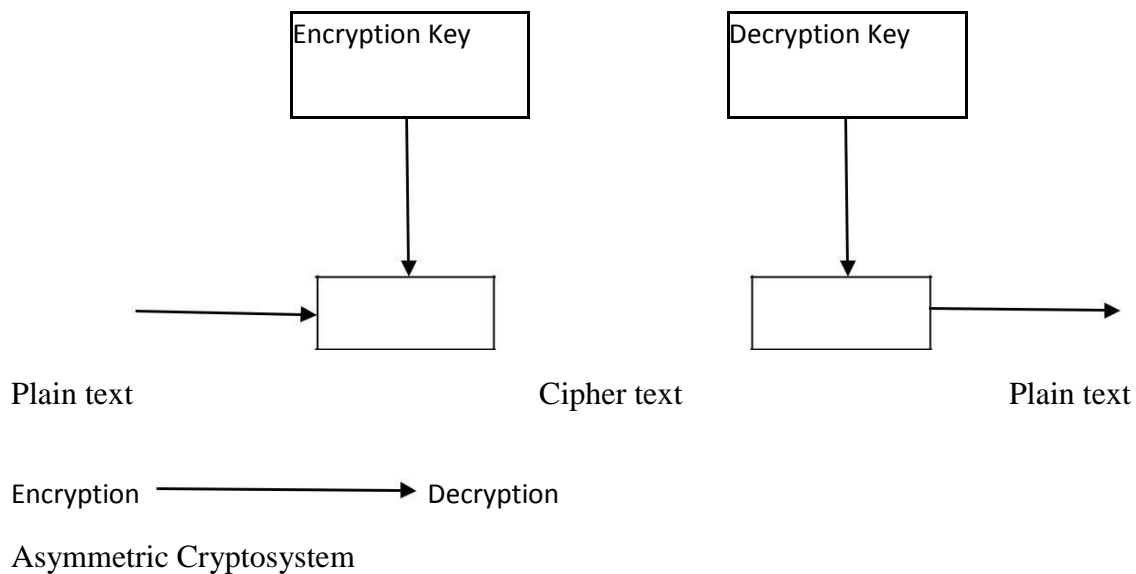 Encryption Key Decryption Key
Plain text Cipher text Plain text
Encryption Decryption
Asymmetric Cryptosystem